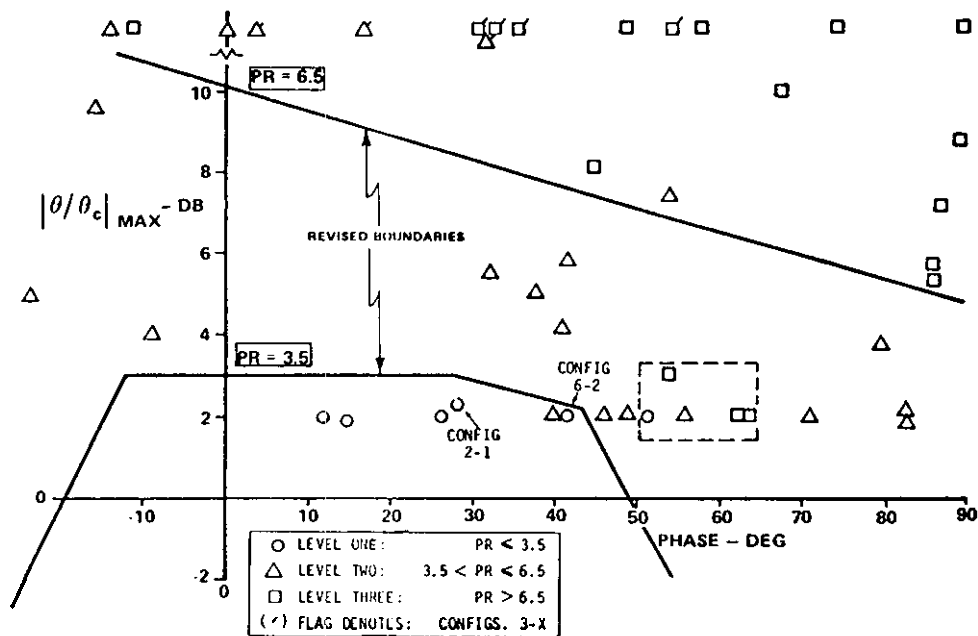 PR = 6.5
10
8
|θ/θc| MAX - DB
REVISED BOUNDARIES
6
4
PR = 3.5
CONFIG
6-2
2
CONFIG
2-1
0
-10
10
20
30
40
50
60
70
80
90
PHASE – DEG
-2
0
○ LEVEL ONE: PR ≤ 3.5
△ LEVEL TWO: 3.5 < PR ≤ 6.5
□ LEVEL THREE: PR > 6.5
(✓) FLAG DENOTES: CONFIGS. 3-X